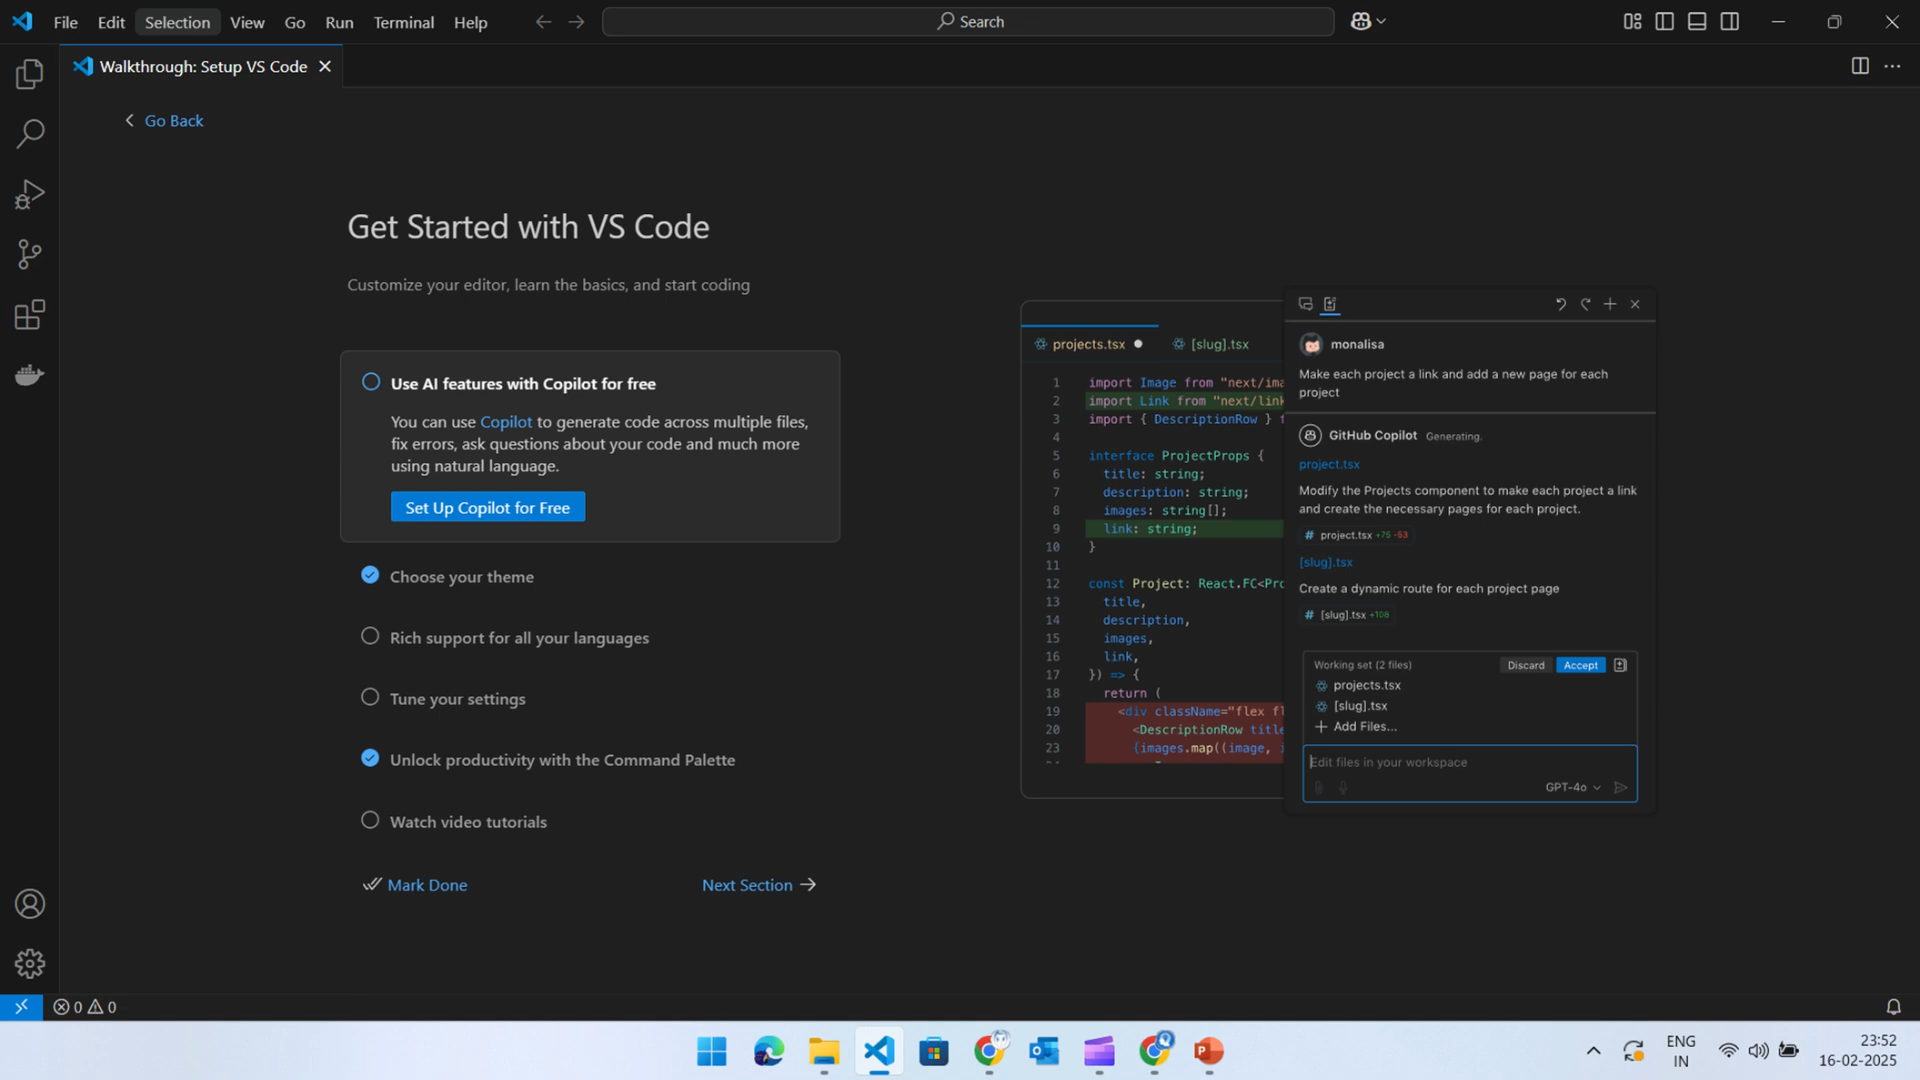 File Edit Selection View Go Run Terminal Help
Search
Walkthrough: Setup VS Code
Go Back
Get Started with VS Code
Customize your editor, learn the basics, and start coding
Use AI features with Copilot for free
You can use Copilot to generate code across multiple files,
fix errors, ask questions about your code and much more
using natural language.
Set Up Copilot for Free
Choose your theme
Rich support for all your languages
Tune your settings
Unlock productivity with the Command Palette
Watch video tutorials
Mark Done
Next Section
projects.tsx [slug].tsx
1 import Image from "next/ima
2 import Link from "next/link
3 import { DescriptionRow }
4
5 interface ProjectProps {
6 title: string;
7 description: string;
8 images: string[];
9 link: string;
10 }
11
12 const Project: React.FC<Pro
13 title,
14 description,
15 images,
16 link,
17 }) => {
18 return (
19 <div className="flex fl
20 <DescriptionRow title
23 {images.map((image, i
monalisa
Make each project a link and add a new page for each
project
GitHub Copilot Generating.
project.tsx
Modify the Projects component to make each project a link
and create the necessary pages for each project.
# project.tsx +75 -53
[slug].tsx
Create a dynamic route for each project page
# [slug].tsx +108
Working set (2 files) Discard Accept
projects.tsx
[slug].tsx
Add Files...
Edit files in your workspace
GPT-4o
0 0
ENG
IN
23:52
16-02-2025